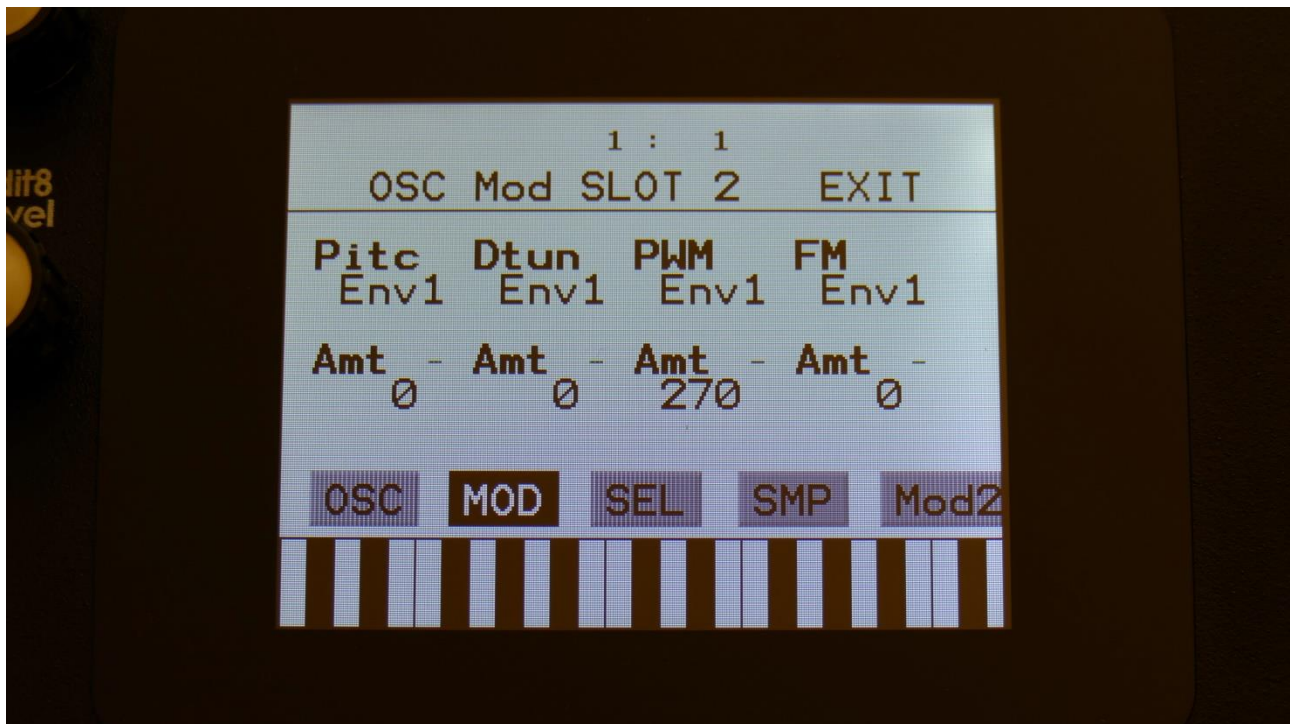 1 : 1
OSC Mod SLOT 2 EXIT
Pitc Dtun PWM FM
Env1 Env1 Env1 Env1
Amt - Amt - Amt - Amt -
0 0 270 0
OSC MOD SEL SMP Mod2